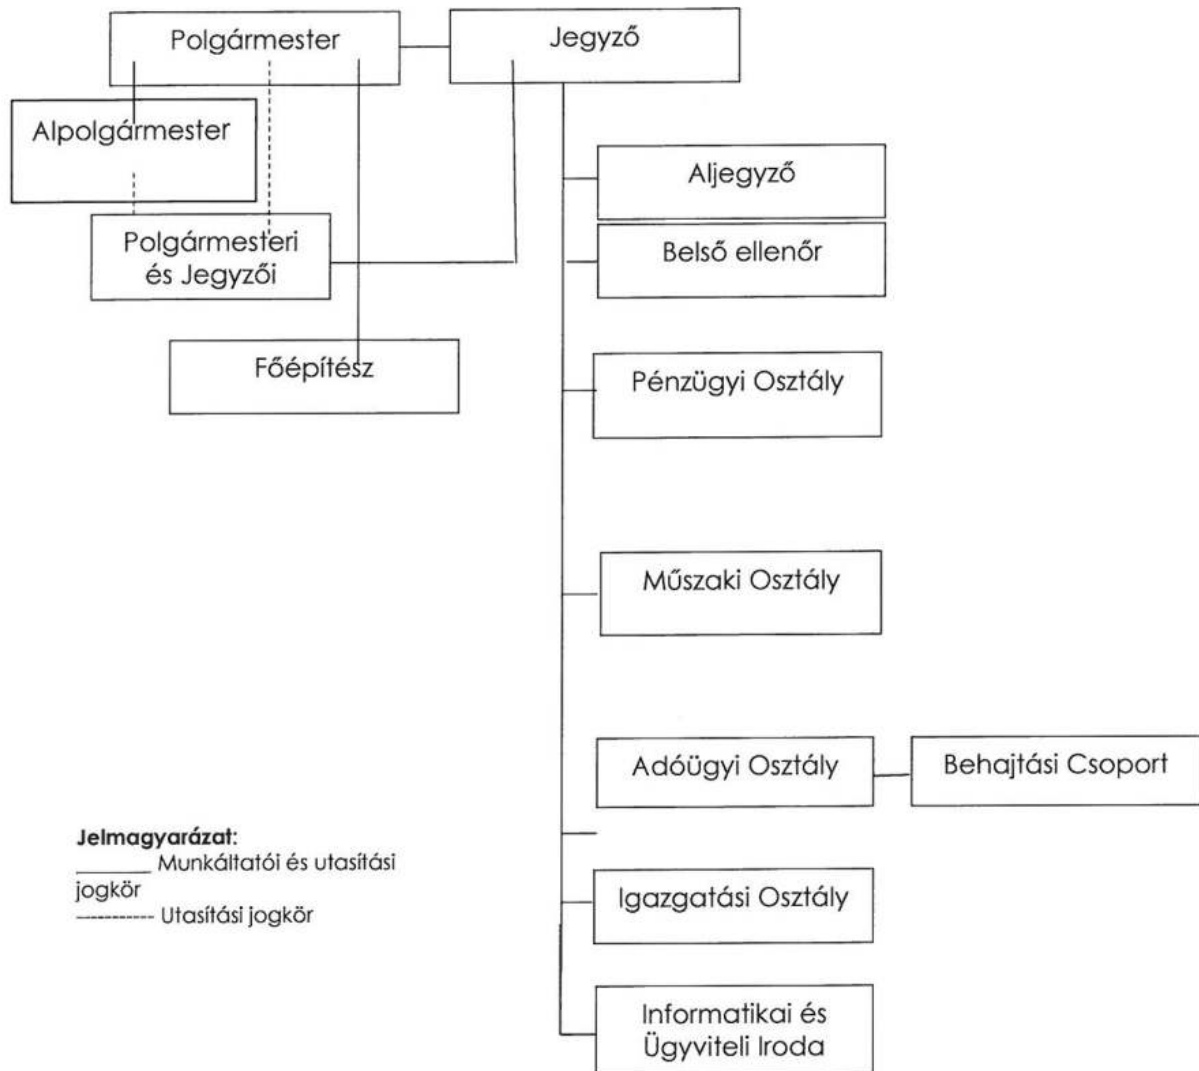 Polgármester
Jegyző
Alpolgármester
Aljegyző
Polgármesteri
és Jegyzői
Belső ellenőr
Főépítész
Pénzügyi Osztály
Műszaki Osztály
Adóügyi Osztály
Behajtási Csoport
Jelmagyarázat:
Munkáltatói és utasítási
jogkör
Utasítási jogkör
Igazgatási Osztály
Informatikai és
Ügyviteli Iroda